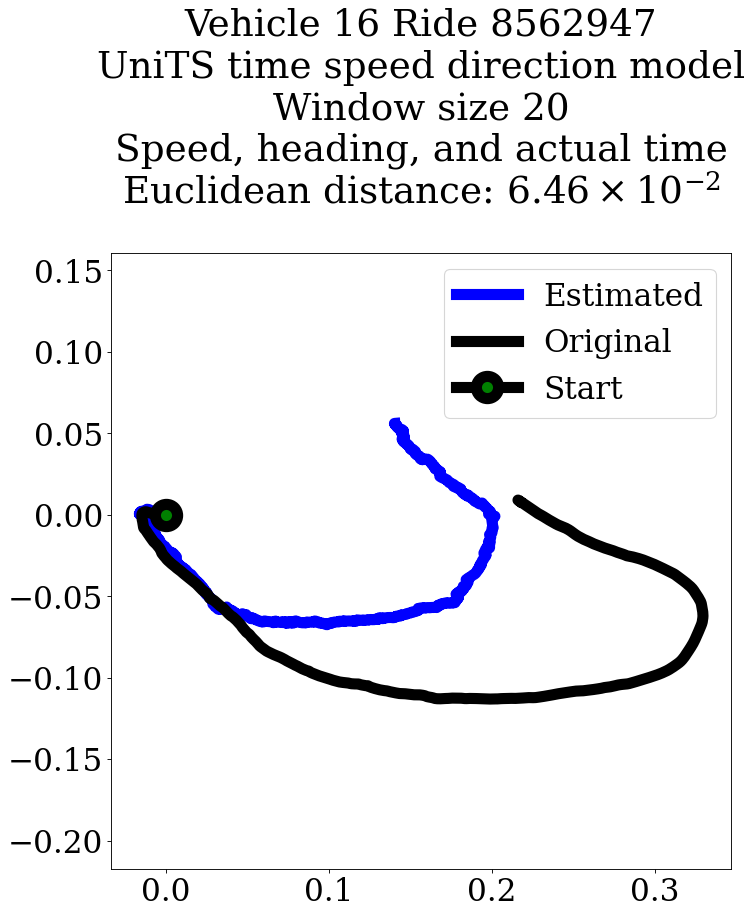 Vehicle 16 Ride 8562947
UniTS time speed direction model
Window size 20
Speed, heading, and actual time
Euclidean distance: 6.46 × 10⁻²
Estimated
Original
Start
0.15
0.10
0.05
0.00
−0.05
−0.10
−0.15
−0.20
0.0 0.1 0.2 0.3